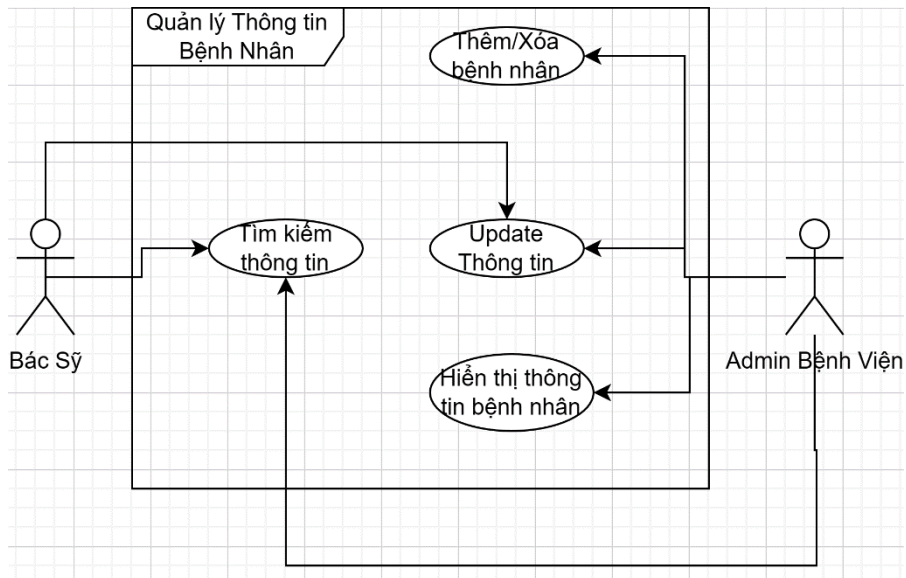 Quản lý Thông tin
Bệnh Nhân
Thêm/Xóa
bệnh nhân
Tìm kiếm
thông tin
Update
Thông tin
Bác Sỹ
Admin Bệnh Viện
Hiển thị thông
tin bệnh nhân